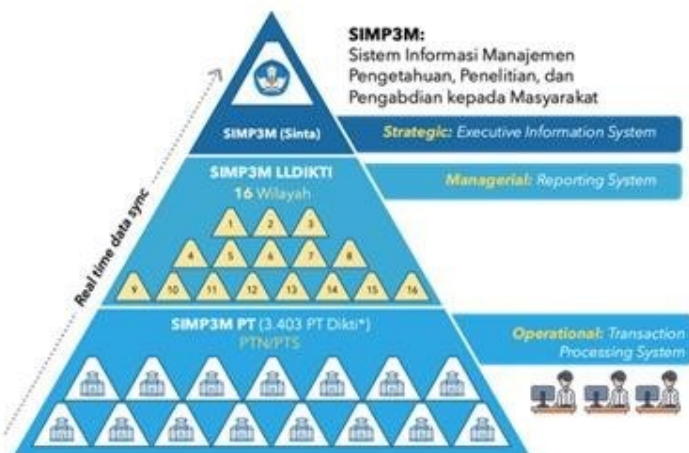 SIMP3M:
Sistem Informasi Manajemen
Pengetahuan, Penelitian, dan
Pengabdian kepada Masyarakat
SIMP3M (Sinta)
Strategic: Executive Information System
SIMP3M LLDIKTI
16 Wilayah
Managerial: Reporting System
1 2 3
4 5 6 7 8
9 10 11 12 13 14 15 16
Real time data sync
SIMP3M PT (3.403 PT Dikti*)
PTN/PTS
Operational: Transaction
Processing System